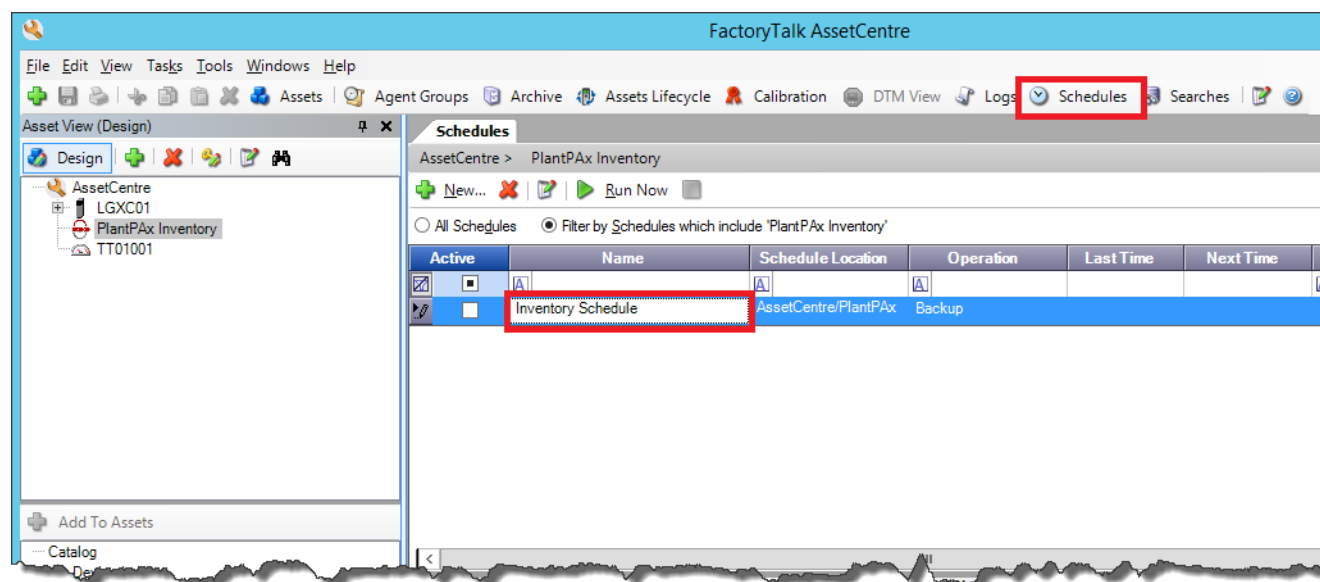 FactoryTalk AssetCentre
File Edit View Tasks Tools Windows Help
Assets Agent Groups Archive Assets Lifecycle Calibration DTM View Logs Schedules Searches
Asset View (Design)
Schedules
Design
AssetCentre > PlantPAx Inventory
AssetCentre
New... Run Now
LGXC01
PlantPAx Inventory
All Schedules Filter by Schedules which include 'PlantPAx Inventory'
TT01001
Active Name Schedule Location Operation Last Time Next Time
A A A
Inventory Schedule AssetCentre/PlantPAx Backup
Add To Assets
Catalog